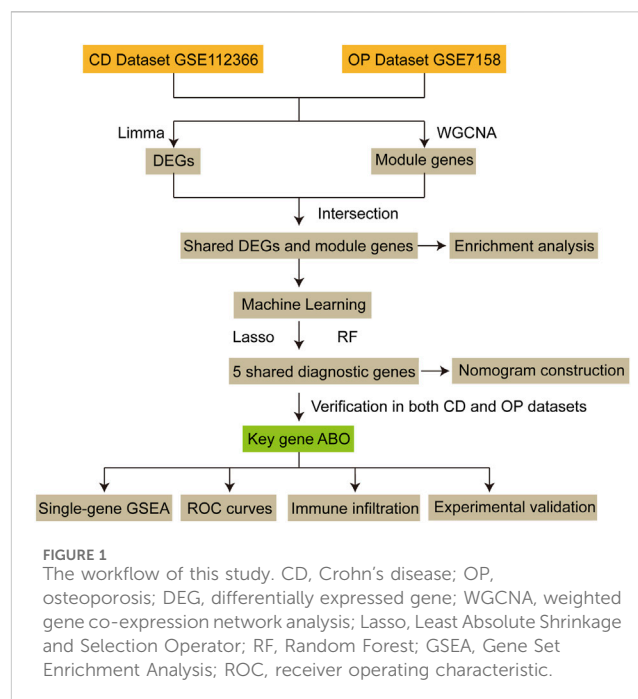 CD Dataset GSE112366 OP Dataset GSE7158
Limma WGCNA
DEGs Module genes
Intersection
Shared DEGs and module genes Enrichment analysis
Machine Learning
Lasso RF
5 shared diagnostic genes Nomogram construction
Verification in both CD and OP datasets
Key gene ABO
Single-gene GSEA ROC curves Immune infiltration Experimental validation
FIGURE 1
The workflow of this study. CD, Crohn's disease; OP,
osteoporosis; DEG, differentially expressed gene; WGCNA, weighted
gene co-expression network analysis; Lasso, Least Absolute Shrinkage
and Selection Operator; RF, Random Forest; GSEA, Gene Set
Enrichment Analysis; ROC, receiver operating characteristic.